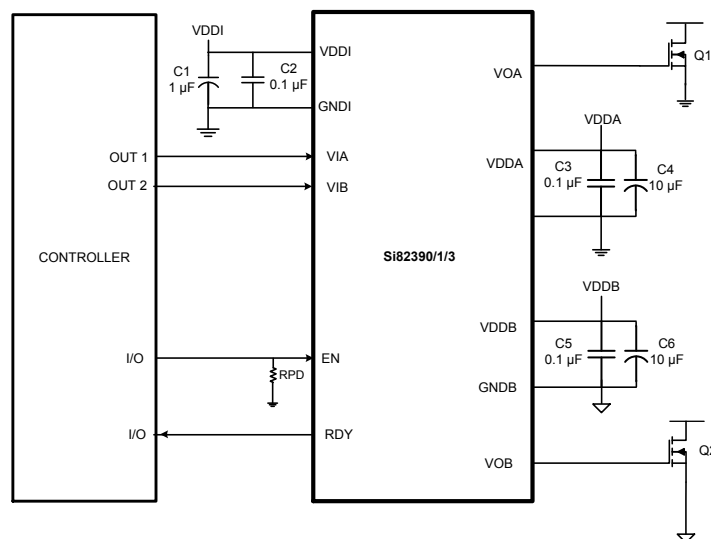 VDDI
C1
1 µF
C2
0.1 µF
VDDI
GNDI
OUT 1
VIA
OUT 2
VIB
CONTROLLER
Si82390/1/3
I/O
EN
RPD
I/O
RDY
VOA
Q1
VDDA
VDDA
C3
0.1 µF
C4
10 µF
VDDB
VDDB
C5
0.1 µF
C6
10 µF
GNDB
VOB
Q2